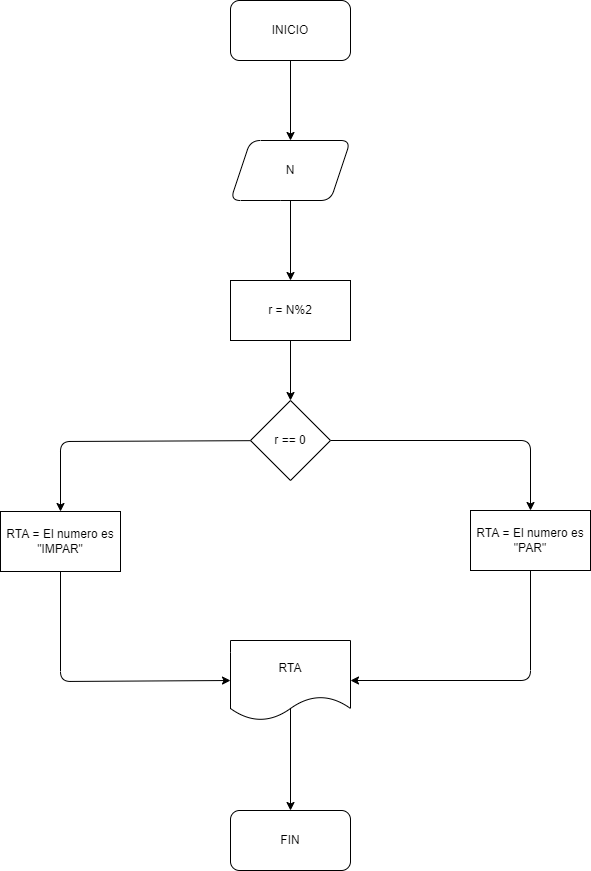 INICIO
N
r = N%2
r == 0
RTA = El numero es
"IMPAR"
RTA = El numero es
"PAR"
RTA
FIN